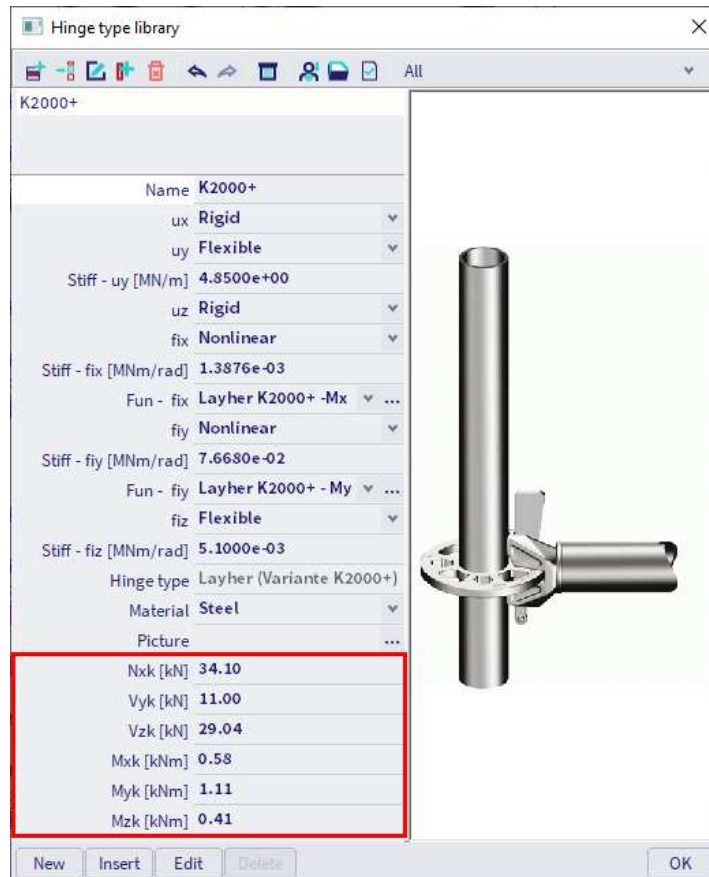 Hinge type library
All
K2000+
Name K2000+
ux Rigid
uy Flexible
Stiff - uy [MN/m] 4.8500e+00
uz Rigid
fix Nonlinear
Stiff - fix [MNm/rad] 1.3876e-03
Fun - fix Layher K2000+ -Mx ...
fiy Nonlinear
Stiff - fiy [MNm/rad] 7.6680e-02
Fun - fiy Layher K2000+ - My ...
fiz Flexible
Stiff - fiz [MNm/rad] 5.1000e-03
Hinge type Layher (Variante K2000+)
Material Steel
Picture ...
Nxk [kN] 34.10
Vyk [kN] 11.00
Vzk [kN] 29.04
Mxk [kNm] 0.58
Myk [kNm] 1.11
Mzk [kNm] 0.41
New Insert Edit Delete OK